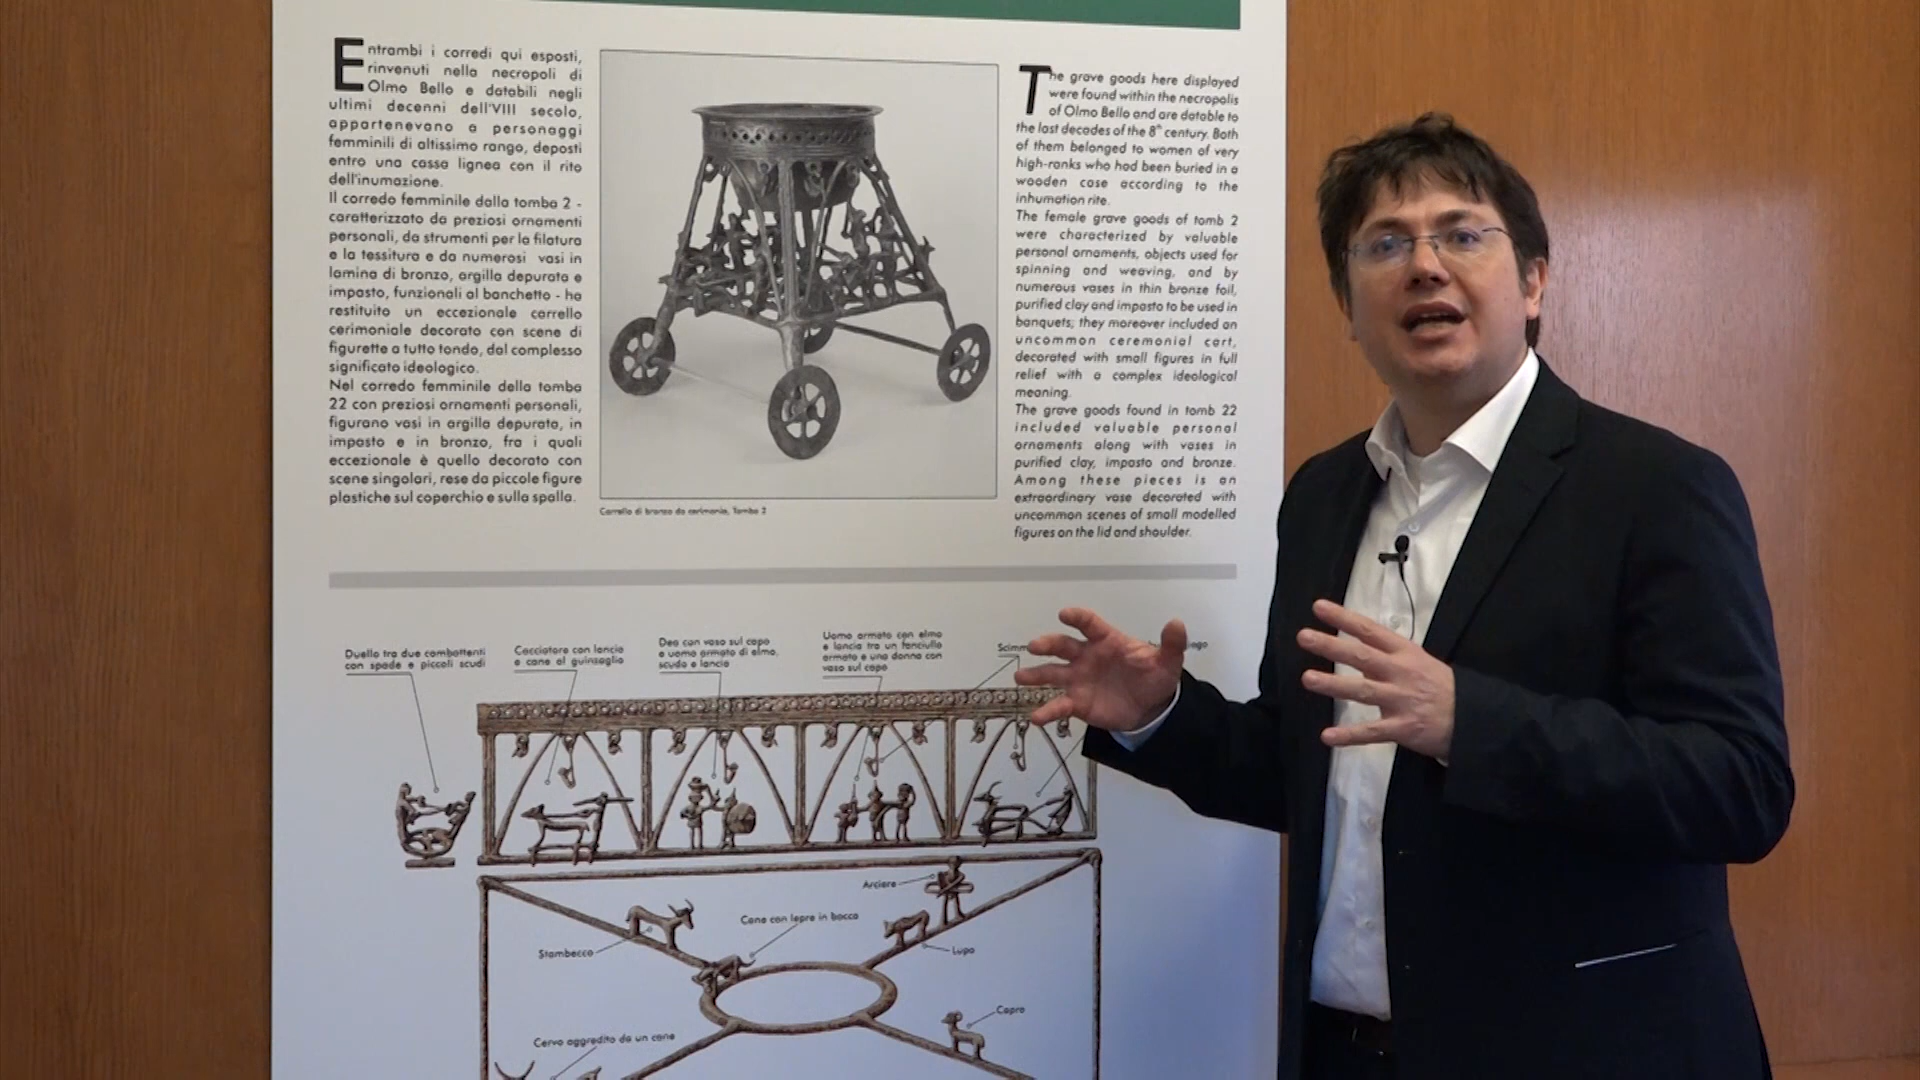 Entrambi i corredi qui esposti,
rinvenuti nella necropoli di
Olmo Bello e databili negli
ultimi decenni dell'VIII secolo,
appartenevano a personaggi
femminili di altissimo rango, deposti
entro una cassa lignea con il rito
dell'inumazione.
Il corredo femminile dalla tomba 2 -
caratterizzato da preziosi ornamenti
personali, da strumenti per la filatura
e la tessitura e da numerosi vasi in
lamina di bronzo, argilla depurata e
impasto, funzionali al banchetto - ha
restituito un eccezionale carrello
cerimoniale decorato con scene di
figurette a tutto tondo, dal complesso
significato ideologico.
Nel corredo femminile della tomba
22 con preziosi ornamenti personali,
figurano vasi in argilla depurata, in
impasto e in bronzo, fra i quali
eccezionale è quello decorato con
scene singolari, rese da piccole figure
plastiche sul coperchio e sulla spalla.
Carrello di bronzo da cerimonia, Tomba 2
The grave goods here displayed
were found within the necropolis
of Olmo Bello and are datable to
the last decades of the 8th century. Both
of them belonged to women of very
high-ranks who had been buried in a
wooden case according to the
inhumation rite.
The female grave goods of tomb 2
were characterized by valuable
personal ornaments, objects used for
spinning and weaving, and by
numerous vases in thin bronze foil,
purified clay and impasto to be used in
banquets; they moreover included an
uncommon ceremonial cart,
decorated with small figures in full
relief with a complex ideological
meaning.
The grave goods found in tomb 22
included valuable personal
ornaments along with vases in
purified clay, impasto and bronze.
Among these pieces is an
extraordinary vase decorated with
uncommon scenes of small modelled
figures on the lid and shoulder.
Duello tra due combattenti
con spade e piccoli scudi
Cacciatore con lancia
e cane al guinzaglio
Dea con vaso sul capo
e uomo armato di elmo,
scudo e lancia
Uomo armato con elmo
e lancia tra un fanciullo
armato e una donna con
vaso sul capo
Scimm
Arciere
Cane con lepre in bocca
Stambecco
Lupo
Capra
Cervo aggredito da un cane